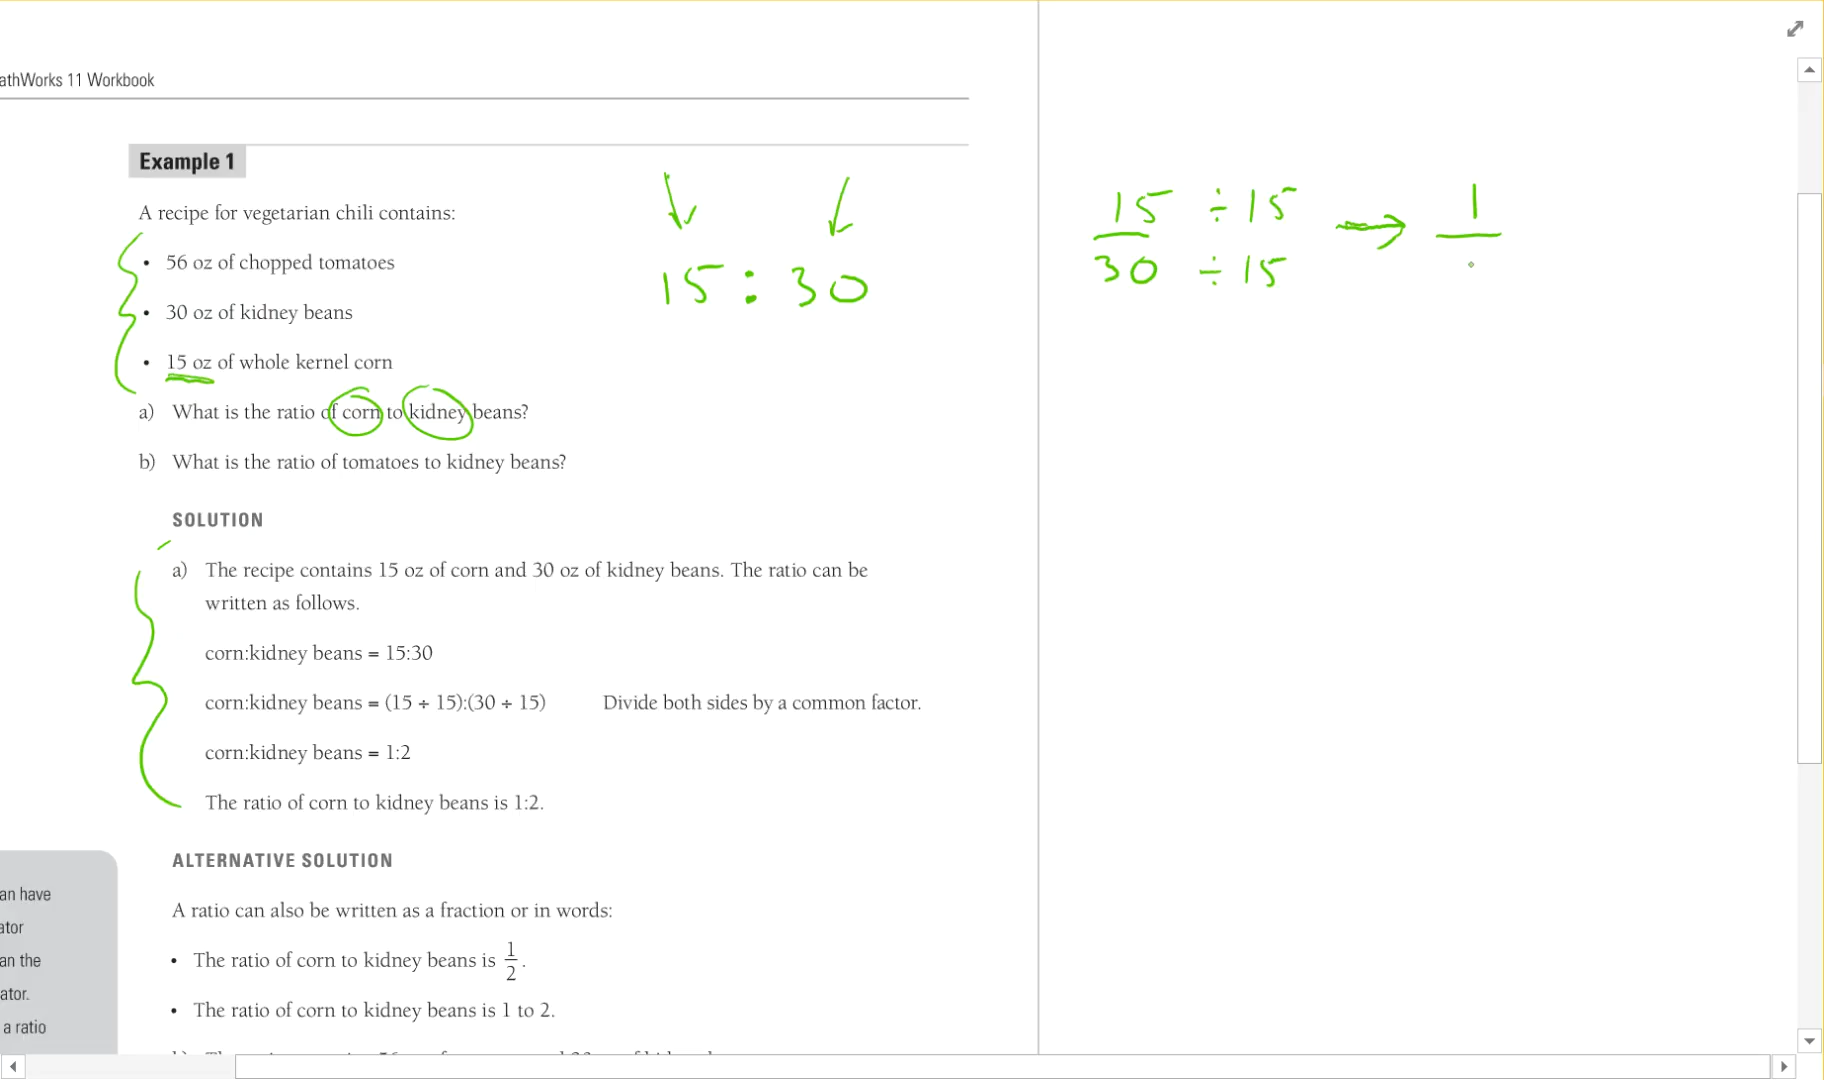 athWorks 11 Workbook
Example 1
A recipe for vegetarian chili contains:
• 56 oz of chopped tomatoes
• 30 oz of kidney beans
• 15 oz of whole kernel corn
a) What is the ratio of corn to kidney beans?
b) What is the ratio of tomatoes to kidney beans?
15 : 30
15 ÷ 15 → 1
30 ÷ 15
SOLUTION
a) The recipe contains 15 oz of corn and 30 oz of kidney beans. The ratio can be
written as follows.
corn:kidney beans = 15:30
corn:kidney beans = (15 ÷ 15):(30 ÷ 15) Divide both sides by a common factor.
corn:kidney beans = 1:2
The ratio of corn to kidney beans is 1:2.
ALTERNATIVE SOLUTION
A ratio can also be written as a fraction or in words:
• The ratio of corn to kidney beans is 1/2.
• The ratio of corn to kidney beans is 1 to 2.
an have
ator
an the
ator.
a ratio